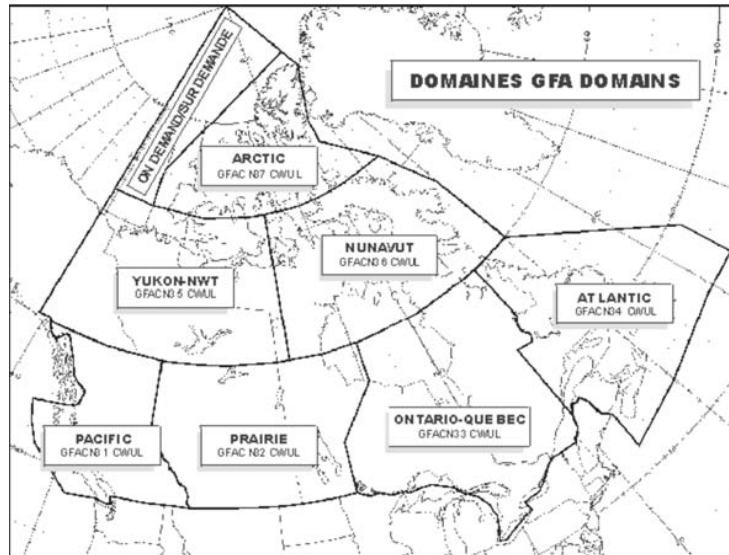 DOMAINES GFA DOMAINS
ON DEMAND/SUR DEMANDE
ARCTIC
GFACN37 CWUL
NUNAVUT
GFACN36 CWUL
YUKON-NWT
GFACN35 CWUL
ATLANTIC
GFACN34 CWUL
ONTARIO-QUEBEC
GFACN33 CWUL
PACIFIC
GFACN31 CWUL
PRAIRIE
GFACN32 CWUL